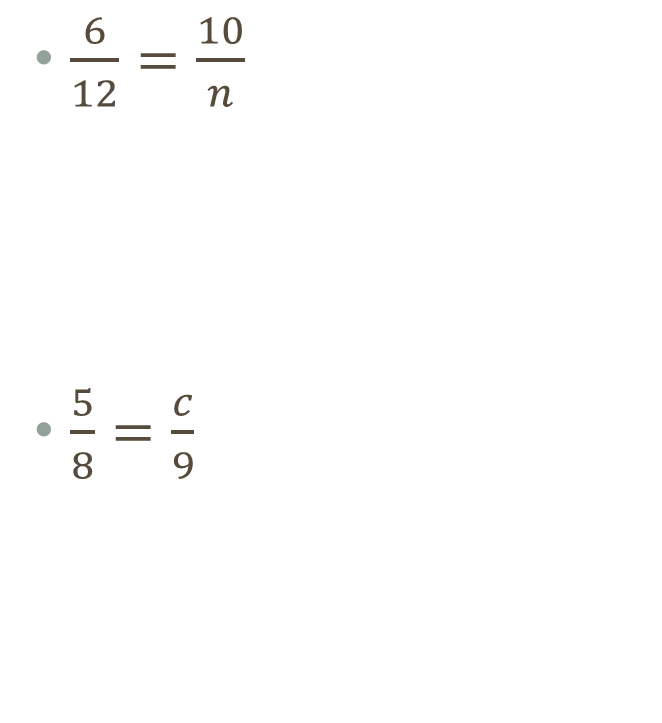 • 6/12 = 10/n
• 5/8 = c/9